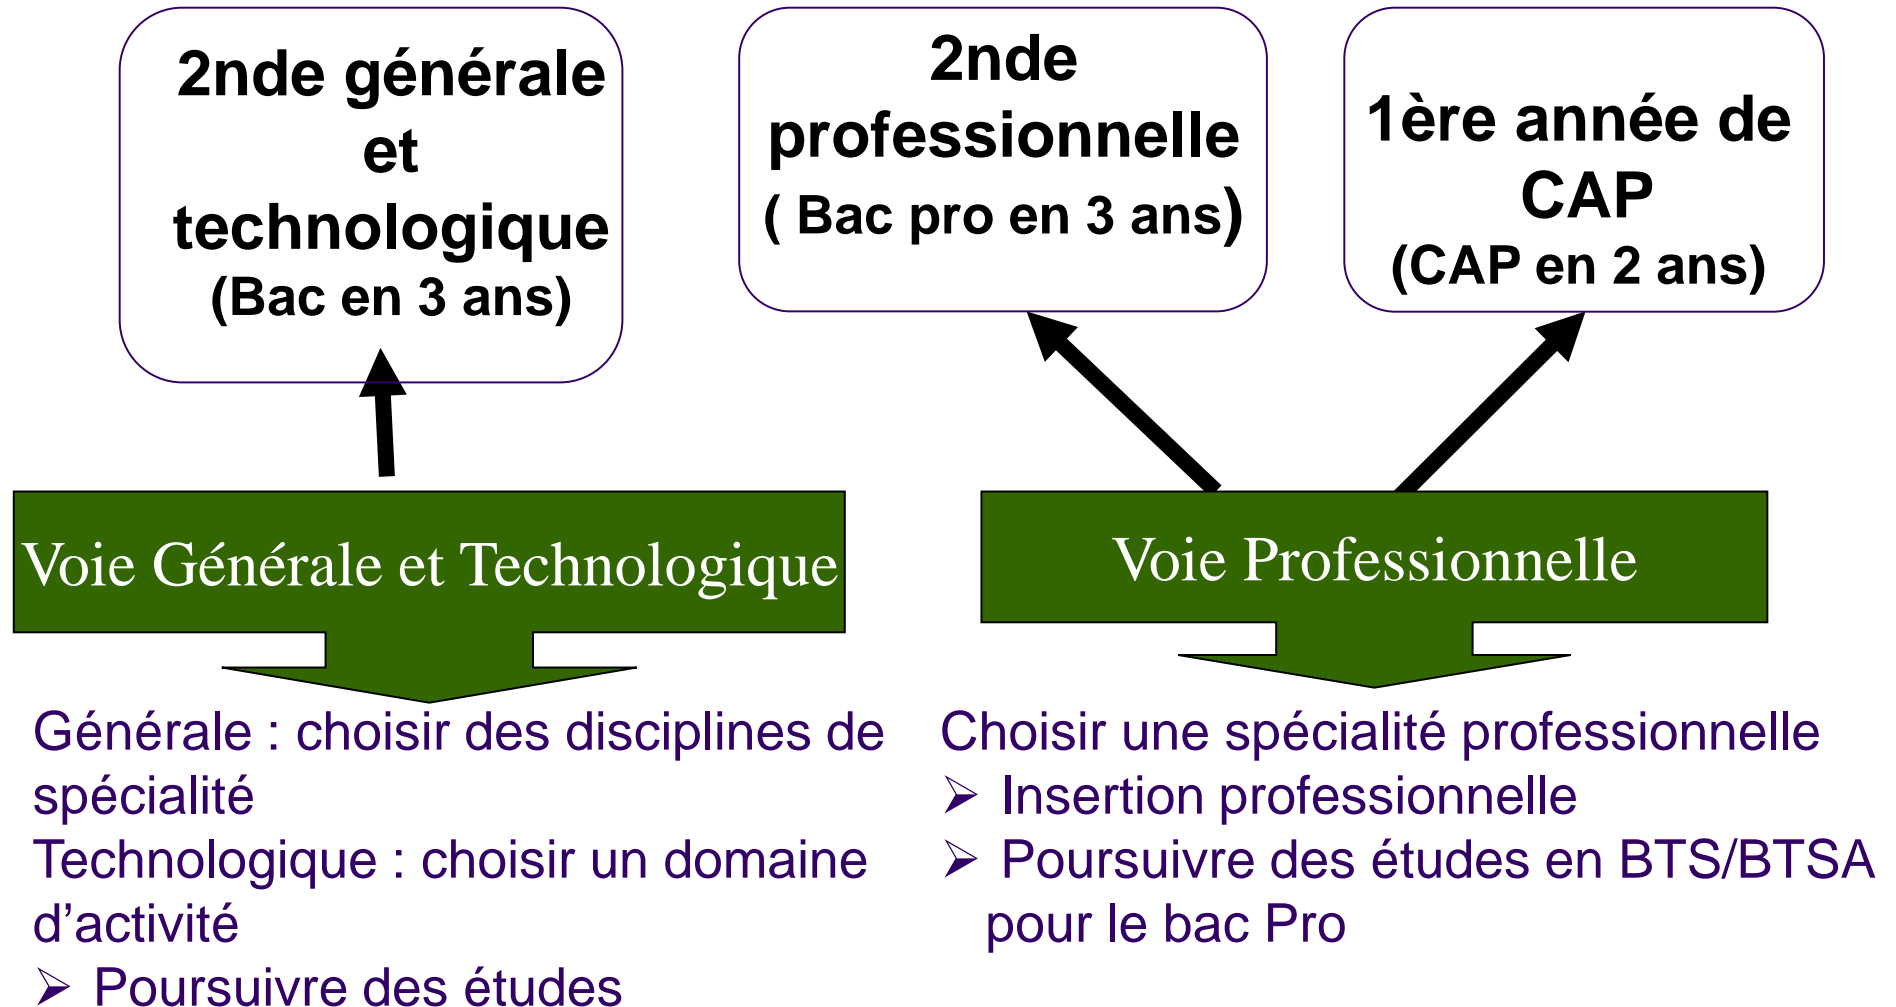 2nde générale
et
technologique
(Bac en 3 ans)
2nde
professionnelle
( Bac pro en 3 ans)
1ère année de
CAP
(CAP en 2 ans)
Voie Générale et Technologique
Voie Professionnelle
Générale : choisir des disciplines de
spécialité
Technologique : choisir un domaine
d’activité
➢ Poursuivre des études
Choisir une spécialité professionnelle
➢ Insertion professionnelle
➢ Poursuivre des études en BTS/BTSA
pour le bac Pro